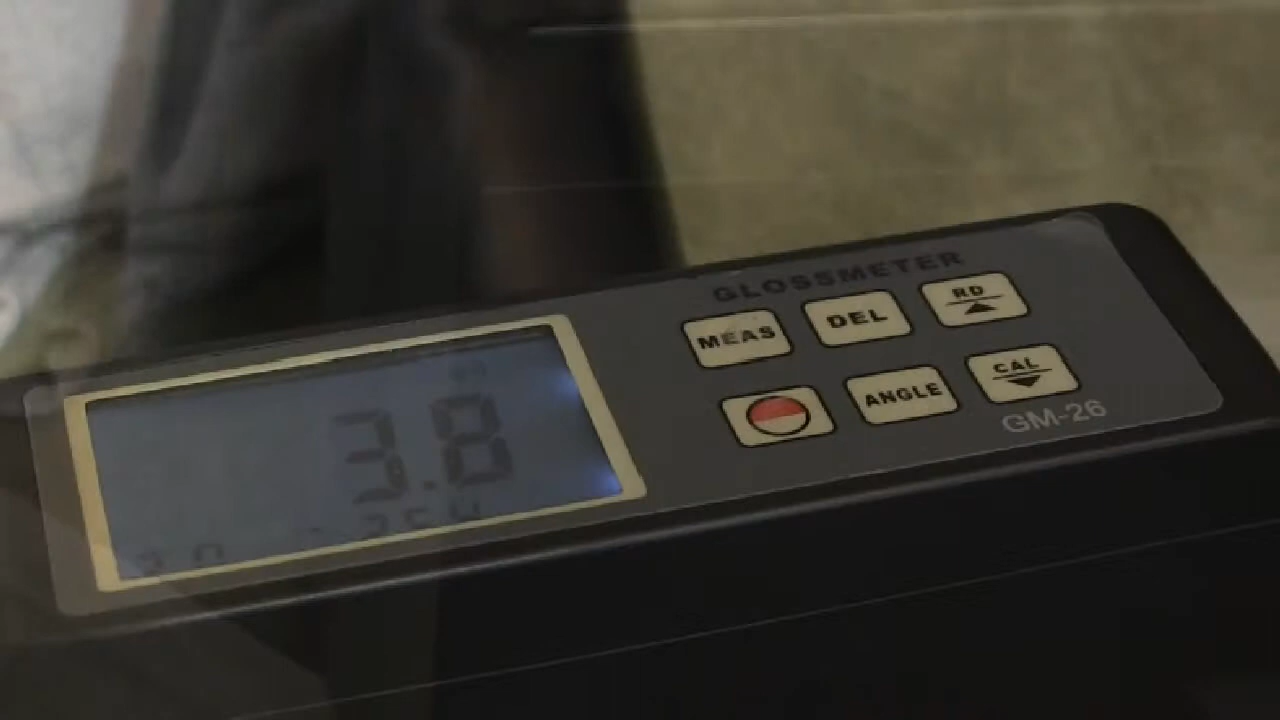 GLOSSMETER
MEAS DEL RD
ANGLE CAL
GM-26
3.8